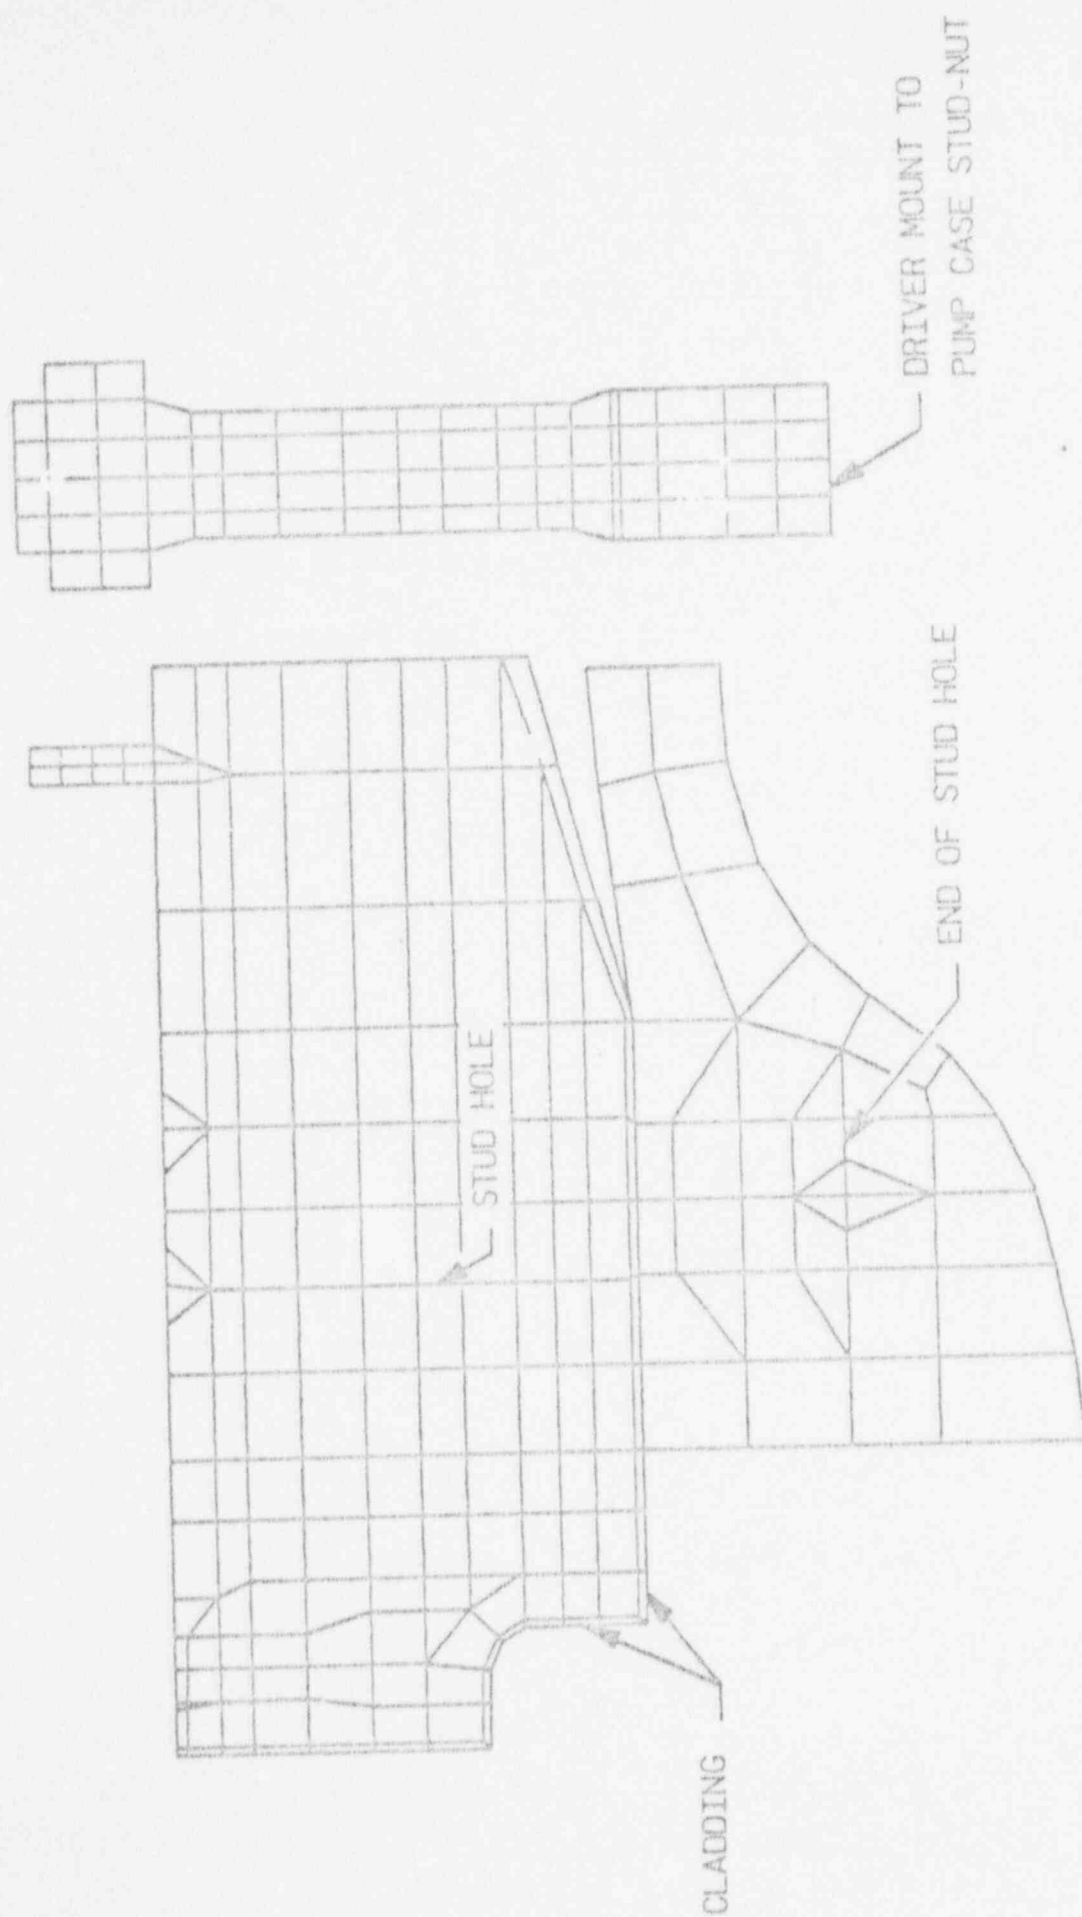 DRIVER MOUNT TO
PUMP CASE STUD-NUT
STUD HOLE
END OF STUD HOLE
CLADDING